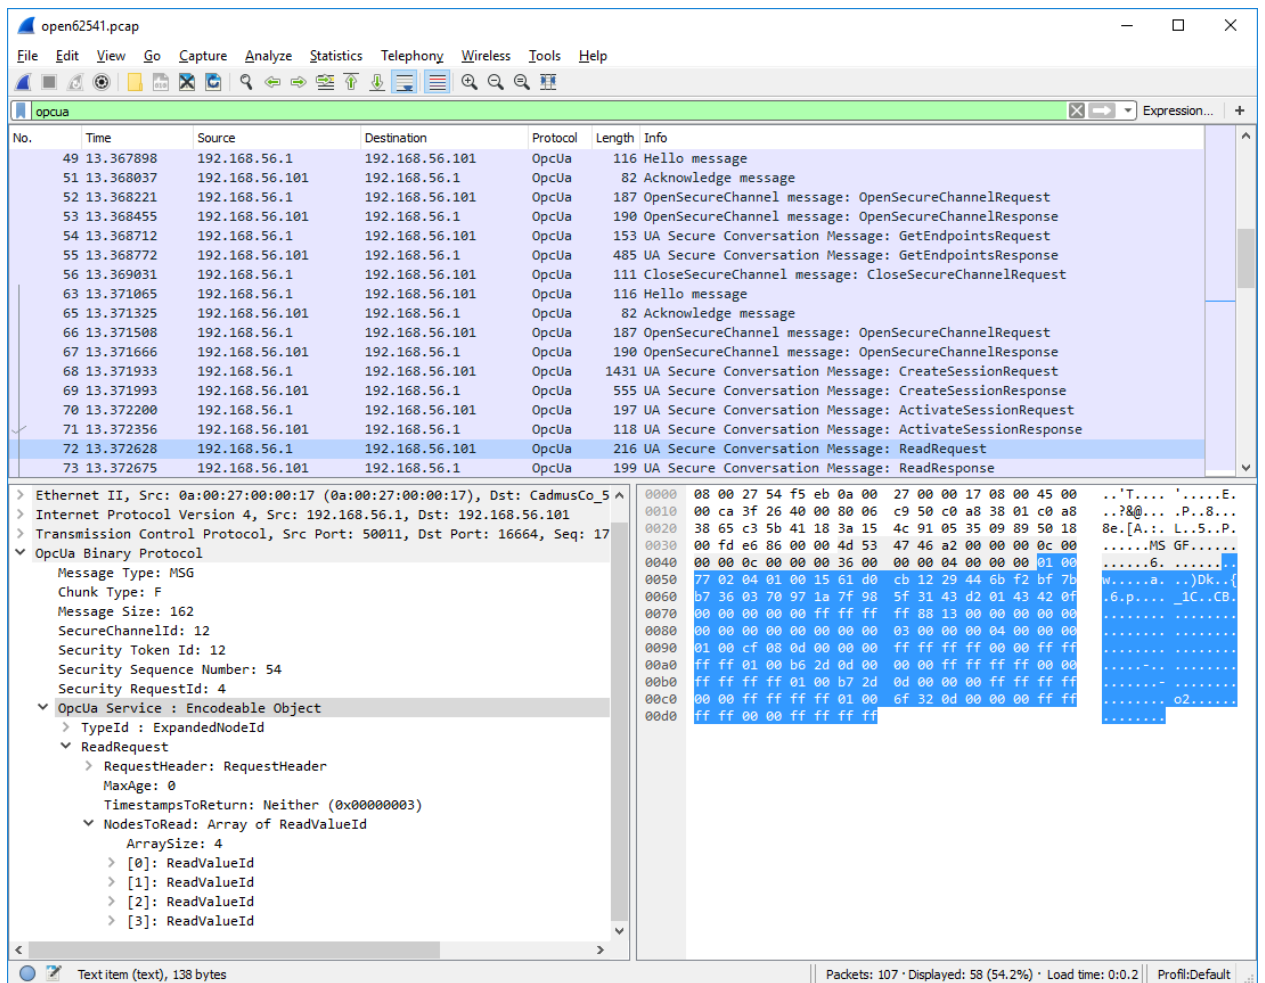 open62541.pcap
File Edit View Go Capture Analyze Statistics Telephony Wireless Tools Help
opcua Expression... +
No. Time Source Destination Protocol Length Info
49 13.367898 192.168.56.1 192.168.56.101 OpcUa 116 Hello message
51 13.368037 192.168.56.101 192.168.56.1 OpcUa 82 Acknowledge message
52 13.368221 192.168.56.1 192.168.56.101 OpcUa 187 OpenSecureChannel message: OpenSecureChannelRequest
53 13.368455 192.168.56.101 192.168.56.1 OpcUa 190 OpenSecureChannel message: OpenSecureChannelResponse
54 13.368712 192.168.56.1 192.168.56.101 OpcUa 153 UA Secure Conversation Message: GetEndpointsRequest
55 13.368772 192.168.56.101 192.168.56.1 OpcUa 485 UA Secure Conversation Message: GetEndpointsResponse
56 13.369031 192.168.56.1 192.168.56.101 OpcUa 111 CloseSecureChannel message: CloseSecureChannelRequest
63 13.371065 192.168.56.1 192.168.56.101 OpcUa 116 Hello message
65 13.371325 192.168.56.101 192.168.56.1 OpcUa 82 Acknowledge message
66 13.371508 192.168.56.1 192.168.56.101 OpcUa 187 OpenSecureChannel message: OpenSecureChannelRequest
67 13.371666 192.168.56.101 192.168.56.1 OpcUa 190 OpenSecureChannel message: OpenSecureChannelResponse
68 13.371933 192.168.56.1 192.168.56.101 OpcUa 1431 UA Secure Conversation Message: CreateSessionRequest
69 13.371993 192.168.56.101 192.168.56.1 OpcUa 555 UA Secure Conversation Message: CreateSessionResponse
70 13.372200 192.168.56.1 192.168.56.101 OpcUa 197 UA Secure Conversation Message: ActivateSessionRequest
71 13.372356 192.168.56.101 192.168.56.1 OpcUa 118 UA Secure Conversation Message: ActivateSessionResponse
72 13.372628 192.168.56.1 192.168.56.101 OpcUa 216 UA Secure Conversation Message: ReadRequest
73 13.372675 192.168.56.101 192.168.56.1 OpcUa 199 UA Secure Conversation Message: ReadResponse
Ethernet II, Src: 0a:00:27:00:00:17 (0a:00:27:00:00:17), Dst: CadmusCo_5
Internet Protocol Version 4, Src: 192.168.56.1, Dst: 192.168.56.101
Transmission Control Protocol, Src Port: 50011, Dst Port: 16664, Seq: 17
OpcUa Binary Protocol
Message Type: MSG
Chunk Type: F
Message Size: 162
SecureChannelId: 12
Security Token Id: 12
Security Sequence Number: 54
Security RequestId: 4
OpcUa Service : Encodeable Object
TypeId : ExpandedNodeId
ReadRequest
RequestHeader: RequestHeader
MaxAge: 0
TimestampsToReturn: Neither (0x00000003)
NodesToRead: Array of ReadValueId
ArraySize: 4
[0]: ReadValueId
[1]: ReadValueId
[2]: ReadValueId
[3]: ReadValueId
0000 08 00 27 54 f5 eb 0a 00 27 00 00 17 08 00 45 00 ..'T.... '.....E.
0010 00 ca 3f 26 40 00 80 06 c9 50 c0 a8 38 01 c0 a8 ..?&@... .P..8...
0020 38 65 c3 5b 41 18 3a 15 4c 91 05 35 09 89 50 18 8e.[A.:. L..5..P.
0030 00 fd e6 86 00 00 4d 53 47 46 a2 00 00 00 0c 00 ......MS GF......
0040 00 00 0c 00 00 00 36 00 00 00 04 00 00 00 01 00 ......6. ........
0050 77 02 04 01 00 15 61 d0 cb 12 29 44 6b f2 bf 7b w.....a. ..)Dk..{
0060 b7 36 03 70 97 1a 7f 98 5f 31 43 d2 01 43 42 0f .6.p.... _1C..CB.
0070 00 00 00 00 00 ff ff ff ff 88 13 00 00 00 00 00 ........ ........
0080 00 00 00 00 00 00 00 00 03 00 00 00 04 00 00 00 ........ ........
0090 01 00 cf 08 0d 00 00 00 ff ff ff ff 00 00 ff ff ........ ........
00a0 ff ff 01 00 b6 2d 0d 00 00 00 ff ff ff ff 00 00 .....-.. ........
00b0 ff ff ff ff 01 00 b7 2d 0d 00 00 00 ff ff ff ff .......- ........
00c0 00 00 ff ff ff ff 01 00 6f 32 0d 00 00 00 ff ff ........ o2......
00d0 ff ff 00 00 ff ff ff ff ........
Text item (text), 138 bytes Packets: 107 · Displayed: 58 (54.2%) · Load time: 0:0.2 Profil:Default